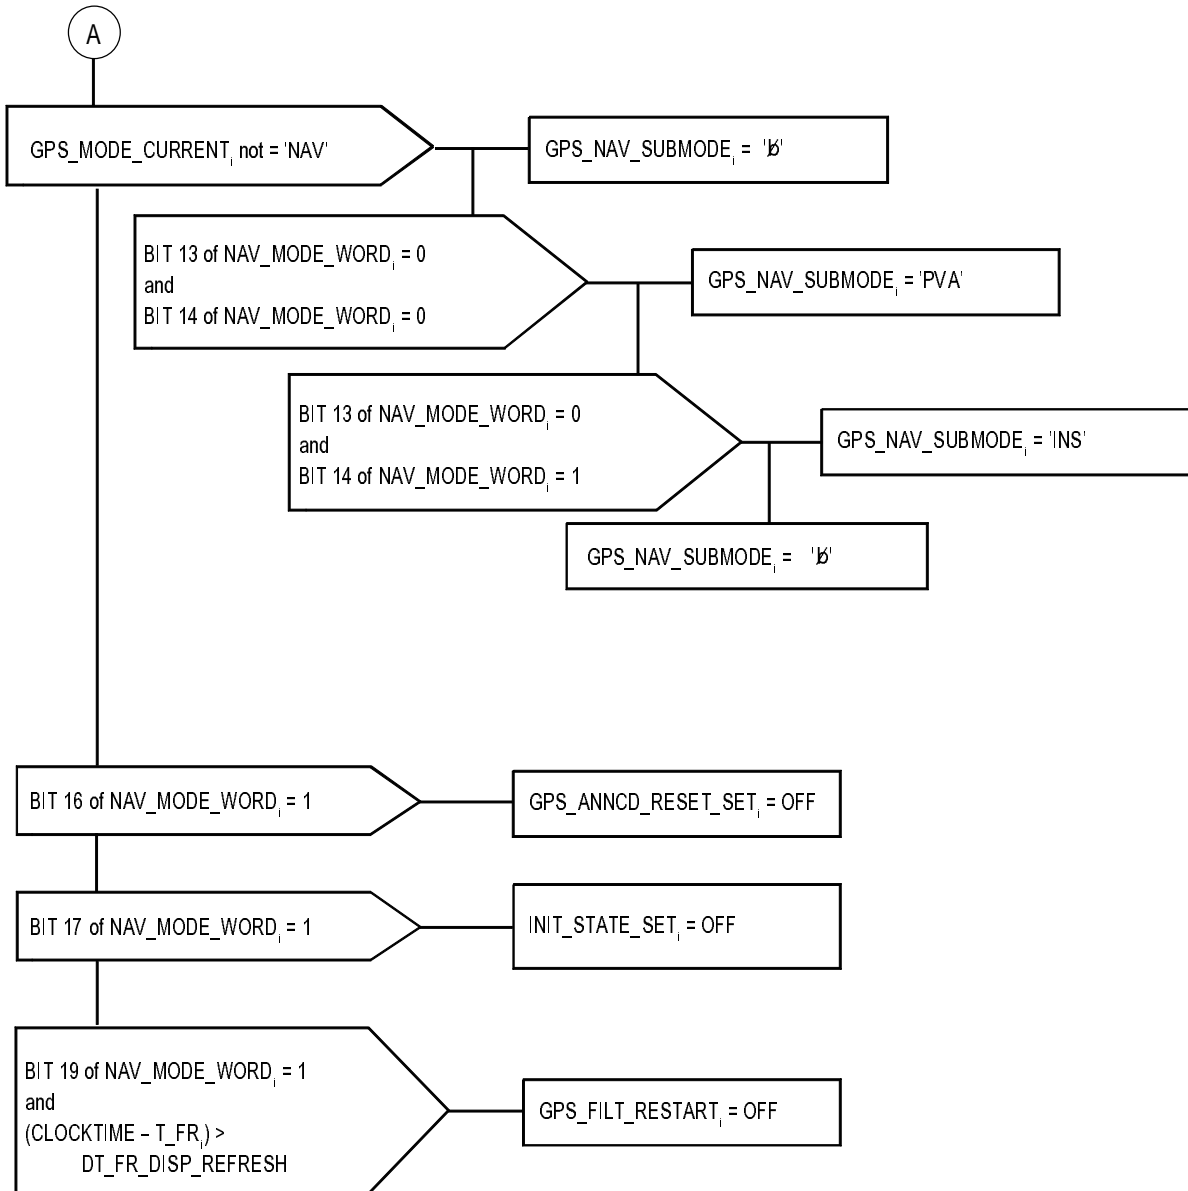 A
GPS_MODE_CURRENTᵢ not = 'NAV'
GPS_NAV_SUBMODEᵢ = 'b̸'
BIT 13 of NAV_MODE_WORDᵢ = 0
and
BIT 14 of NAV_MODE_WORDᵢ = 0
GPS_NAV_SUBMODEᵢ = 'PVA'
BIT 13 of NAV_MODE_WORDᵢ = 0
and
BIT 14 of NAV_MODE_WORDᵢ = 1
GPS_NAV_SUBMODEᵢ = 'INS'
GPS_NAV_SUBMODEᵢ = 'b̸'
BIT 16 of NAV_MODE_WORDᵢ = 1
GPS_ANNCD_RESET_SETᵢ = OFF
BIT 17 of NAV_MODE_WORDᵢ = 1
INIT_STATE_SETᵢ = OFF
BIT 19 of NAV_MODE_WORDᵢ = 1
and
(CLOCKTIME – T_FRᵢ) >
DT_FR_DISP_REFRESH
GPS_FILT_RESTARTᵢ = OFF